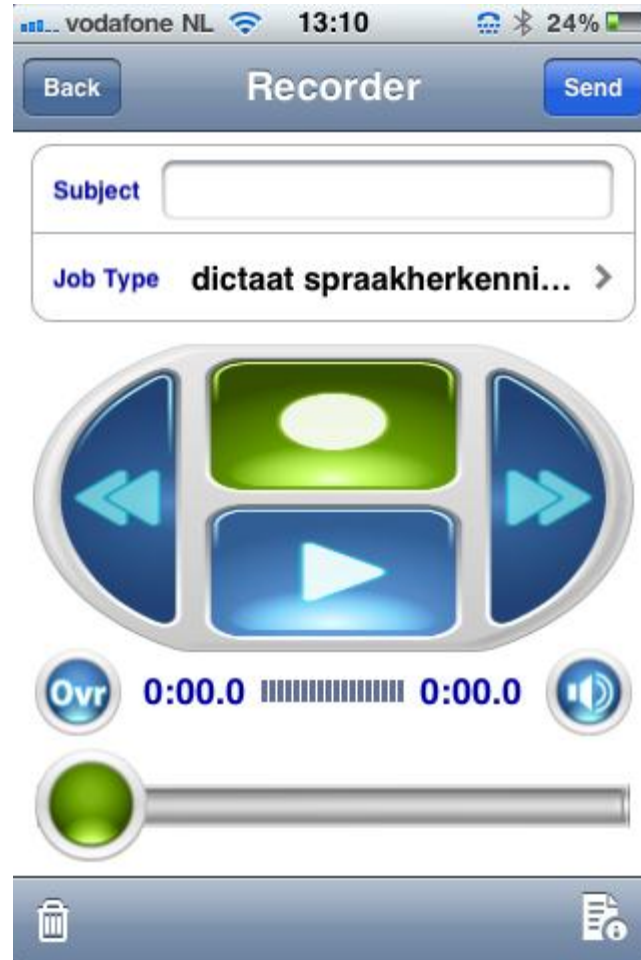 vodafone NL 13:10 24%
Back Recorder Send
Subject
Job Type dictaat spraakherkenni...
Ovr 0:00.0 0:00.0